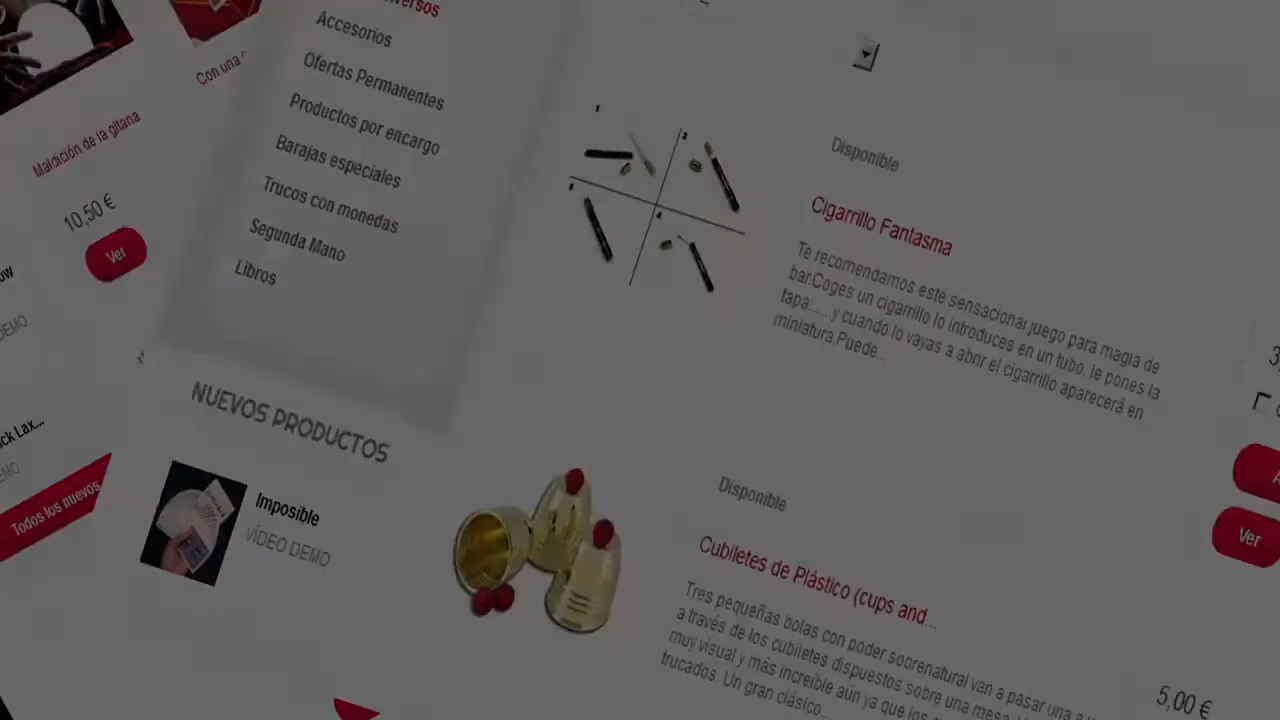 Con una
Maldición de la gitana
10,50 €
Ver
Todos los nuevos
Accesorios
Ofertas Permanentes
Productos por encargo
Barajas especiales
Trucos con monedas
Segunda Mano
Libros
NUEVOS PRODUCTOS
Imposible
VÍDEO DEMO
Disponible
Cigarrillo Fantasma
Te recomendamos este sensacional juego para magia de
bar.Coges un cigarrillo lo introduces en un tubo, le pones la
tapa...... y cuando lo vayas a abrir el cigarrillo aparecerá en
miniatura.Puede...
Ver
Disponible
Cubiletes de Plástico (cups and...
Tres pequeñas bolas con poder sobrenatural van a pasar una a
a través de los cubiletes dispuestos sobre una mesa.
muy visual y más increible aún ya que los
trucados. Un gran clásico...
5,00 €